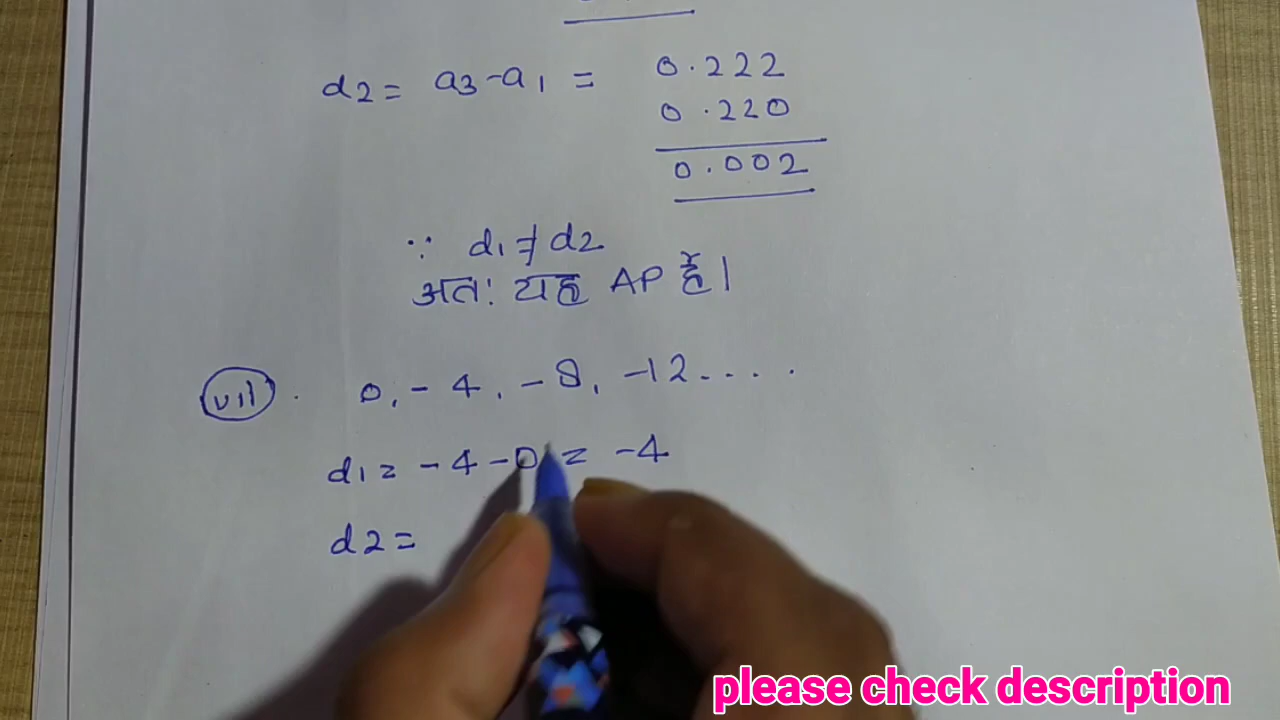 d2 = a3 - a1 = 0.222
0.220
0.002
∵ d1 ≠ d2
अतः यह AP है।
(vii). 0, -4, -8, -12.....
d1 = -4 - 0 = -4
d2 =
please check description